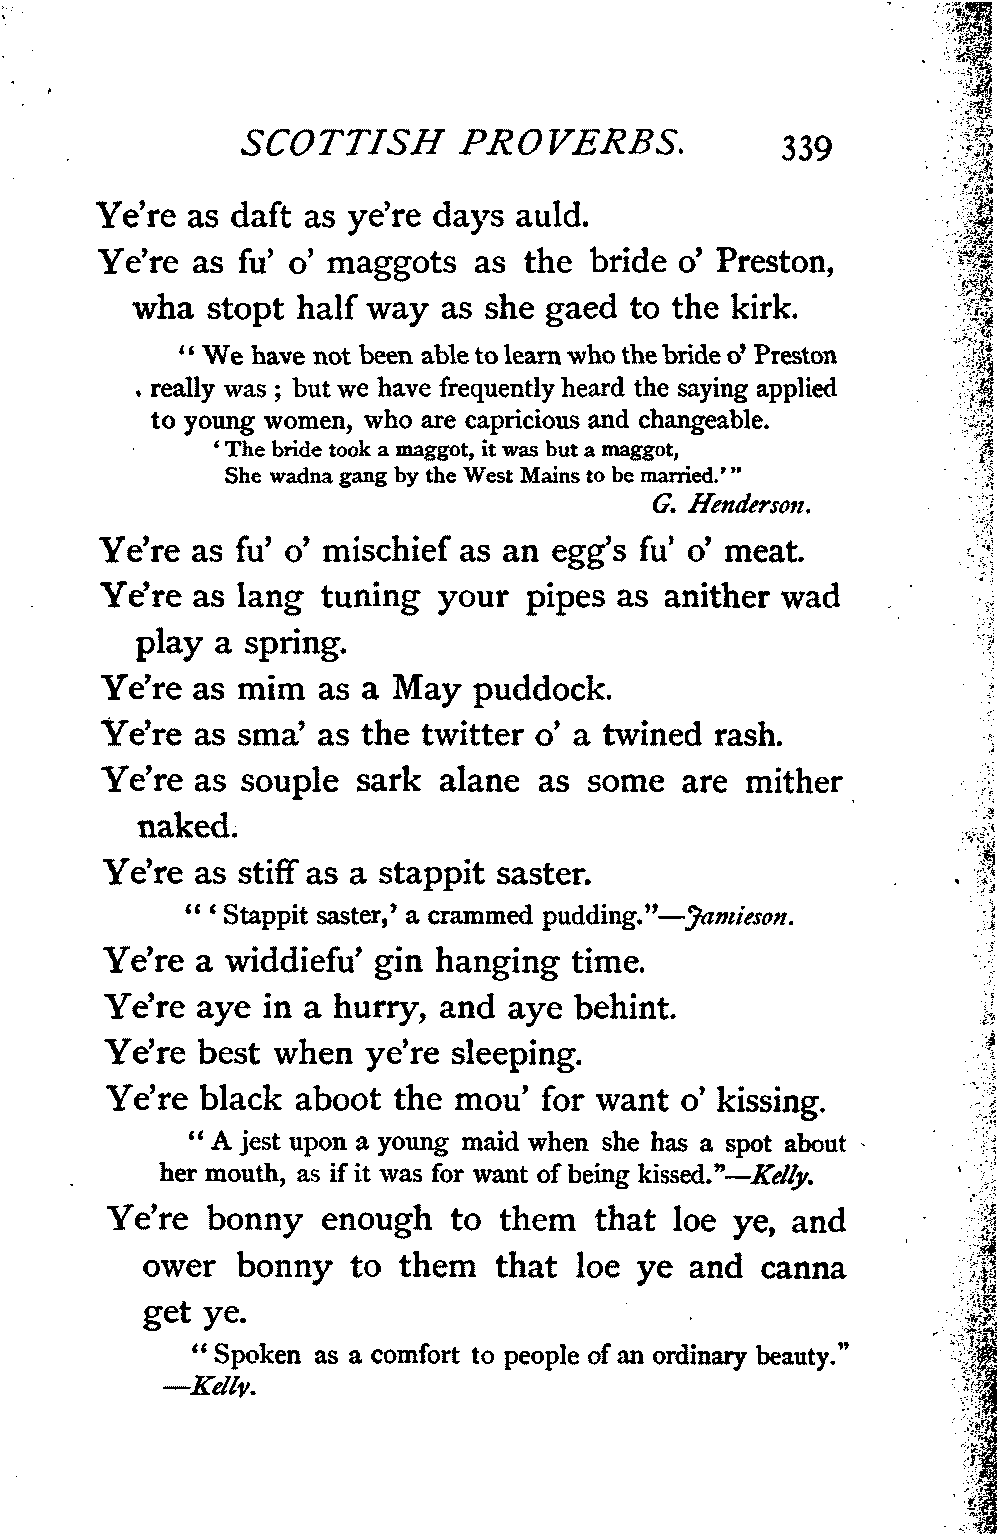 SCOTTISH PROVERBS. 339
Ye're as daft as ye're days auld.
Ye're as fu' o' maggots as the bride o' Preston,
wha stopt half way as she gaed to the kirk.
"We have not been able to learn who the bride o' Preston
really was ; but we have frequently heard the saying applied
to young women, who are capricious and changeable.
'The bride took a maggot, it was but a maggot,
She wadna gang by the West Mains to be married.'"
G. Henderson.
Ye're as fu' o' mischief as an egg's fu' o' meat.
Ye're as lang tuning your pipes as anither wad
play a spring.
Ye're as mim as a May puddock.
Ye're as sma' as the twitter o' a twined rash.
Ye're as souple sark alane as some are mither
naked.
Ye're as stiff as a stappit saster.
"'Stappit saster,' a crammed pudding."—Jamieson.
Ye're a widdiefu' gin hanging time.
Ye're aye in a hurry, and aye behint.
Ye're best when ye're sleeping.
Ye're black aboot the mou' for want o' kissing.
"A jest upon a young maid when she has a spot about
her mouth, as if it was for want of being kissed."—Kelly.
Ye're bonny enough to them that loe ye, and
ower bonny to them that loe ye and canna
get ye.
"Spoken as a comfort to people of an ordinary beauty."
—Kelly.